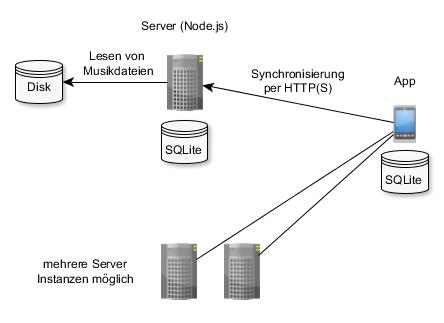 Server (Node.js)
Lesen von
Musikdateien
Disk
Synchronisierung
per HTTP(S)
App
SQLite
SQLite
mehrere Server
Instanzen möglich